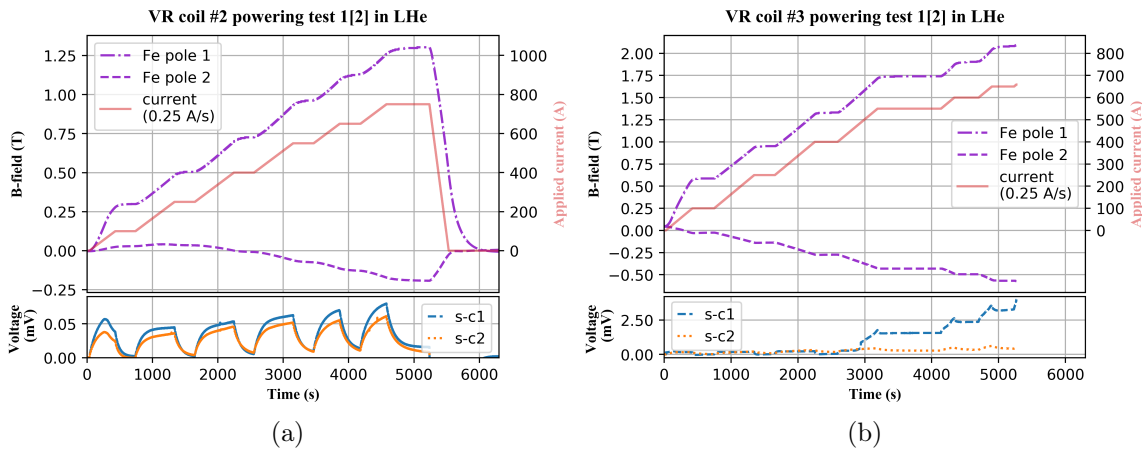 VR coil #2 powering test 1[2] in LHe
1.25
1.00
0.75
0.50
0.25
0.00
−0.25
B-field (T)
Fe pole 1
Fe pole 2
current
(0.25 A/s)
1000
800
600
400
200
0
Applied current (A)
0.05
0.00
Voltage
(mV)
s-c1
s-c2
0 1000 2000 3000 4000 5000 6000
Time (s)
(a)
VR coil #3 powering test 1[2] in LHe
2.00
1.75
1.50
1.25
1.00
0.75
0.50
0.25
0.00
−0.25
−0.50
B-field (T)
Fe pole 1
Fe pole 2
current
(0.25 A/s)
800
700
600
500
400
300
200
100
0
Applied current (A)
2.50
0.00
Voltage
(mV)
s-c1
s-c2
0 1000 2000 3000 4000 5000 6000
Time (s)
(b)